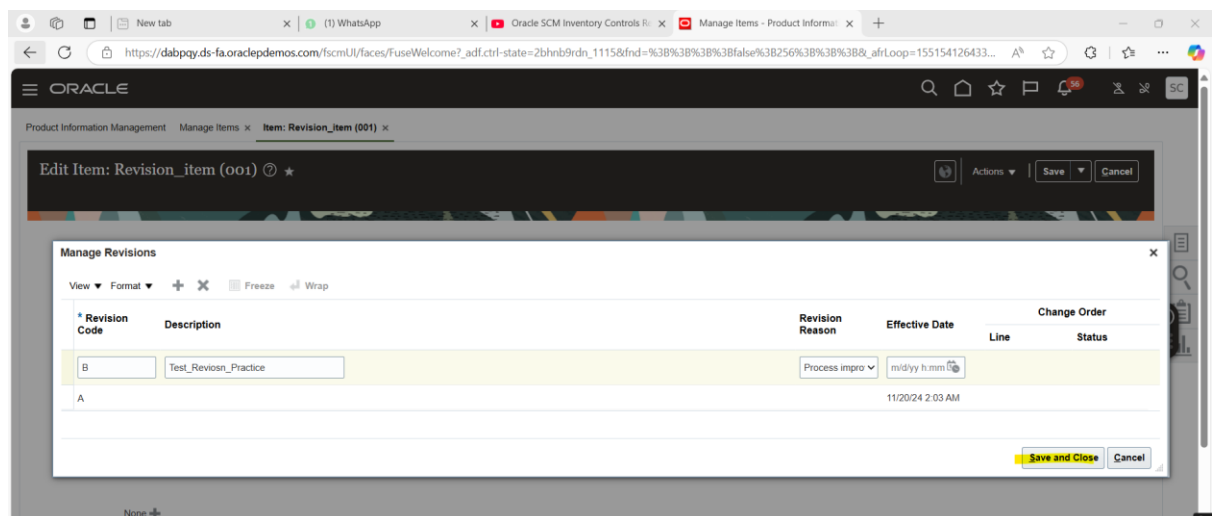 New tab
(1) WhatsApp
Oracle SCM Inventory Controls R
Manage Items - Product Informat
https://dabpqy.ds-fa.oraclepdemos.com/fscmUI/faces/FuseWelcome?_adf.ctrl-state=2bhnb9rdn_1115&fnd=%3B%3B%3B%3Bfalse%3B256%3B%3B%3B&_afrLoop=155154126433...
ORACLE
56
SC
Product Information Management Manage Items × Item: Revision_item (001) ×
Edit Item: Revision_item (001)
Actions Save Cancel
Manage Revisions
View Format Freeze Wrap
* Revision Code
Description
Revision Reason
Effective Date
Change Order
Line Status
B Test_Reviosn_Practice Process impro m/d/yy h:mm
A 11/20/24 2:03 AM
Save and Close Cancel
None